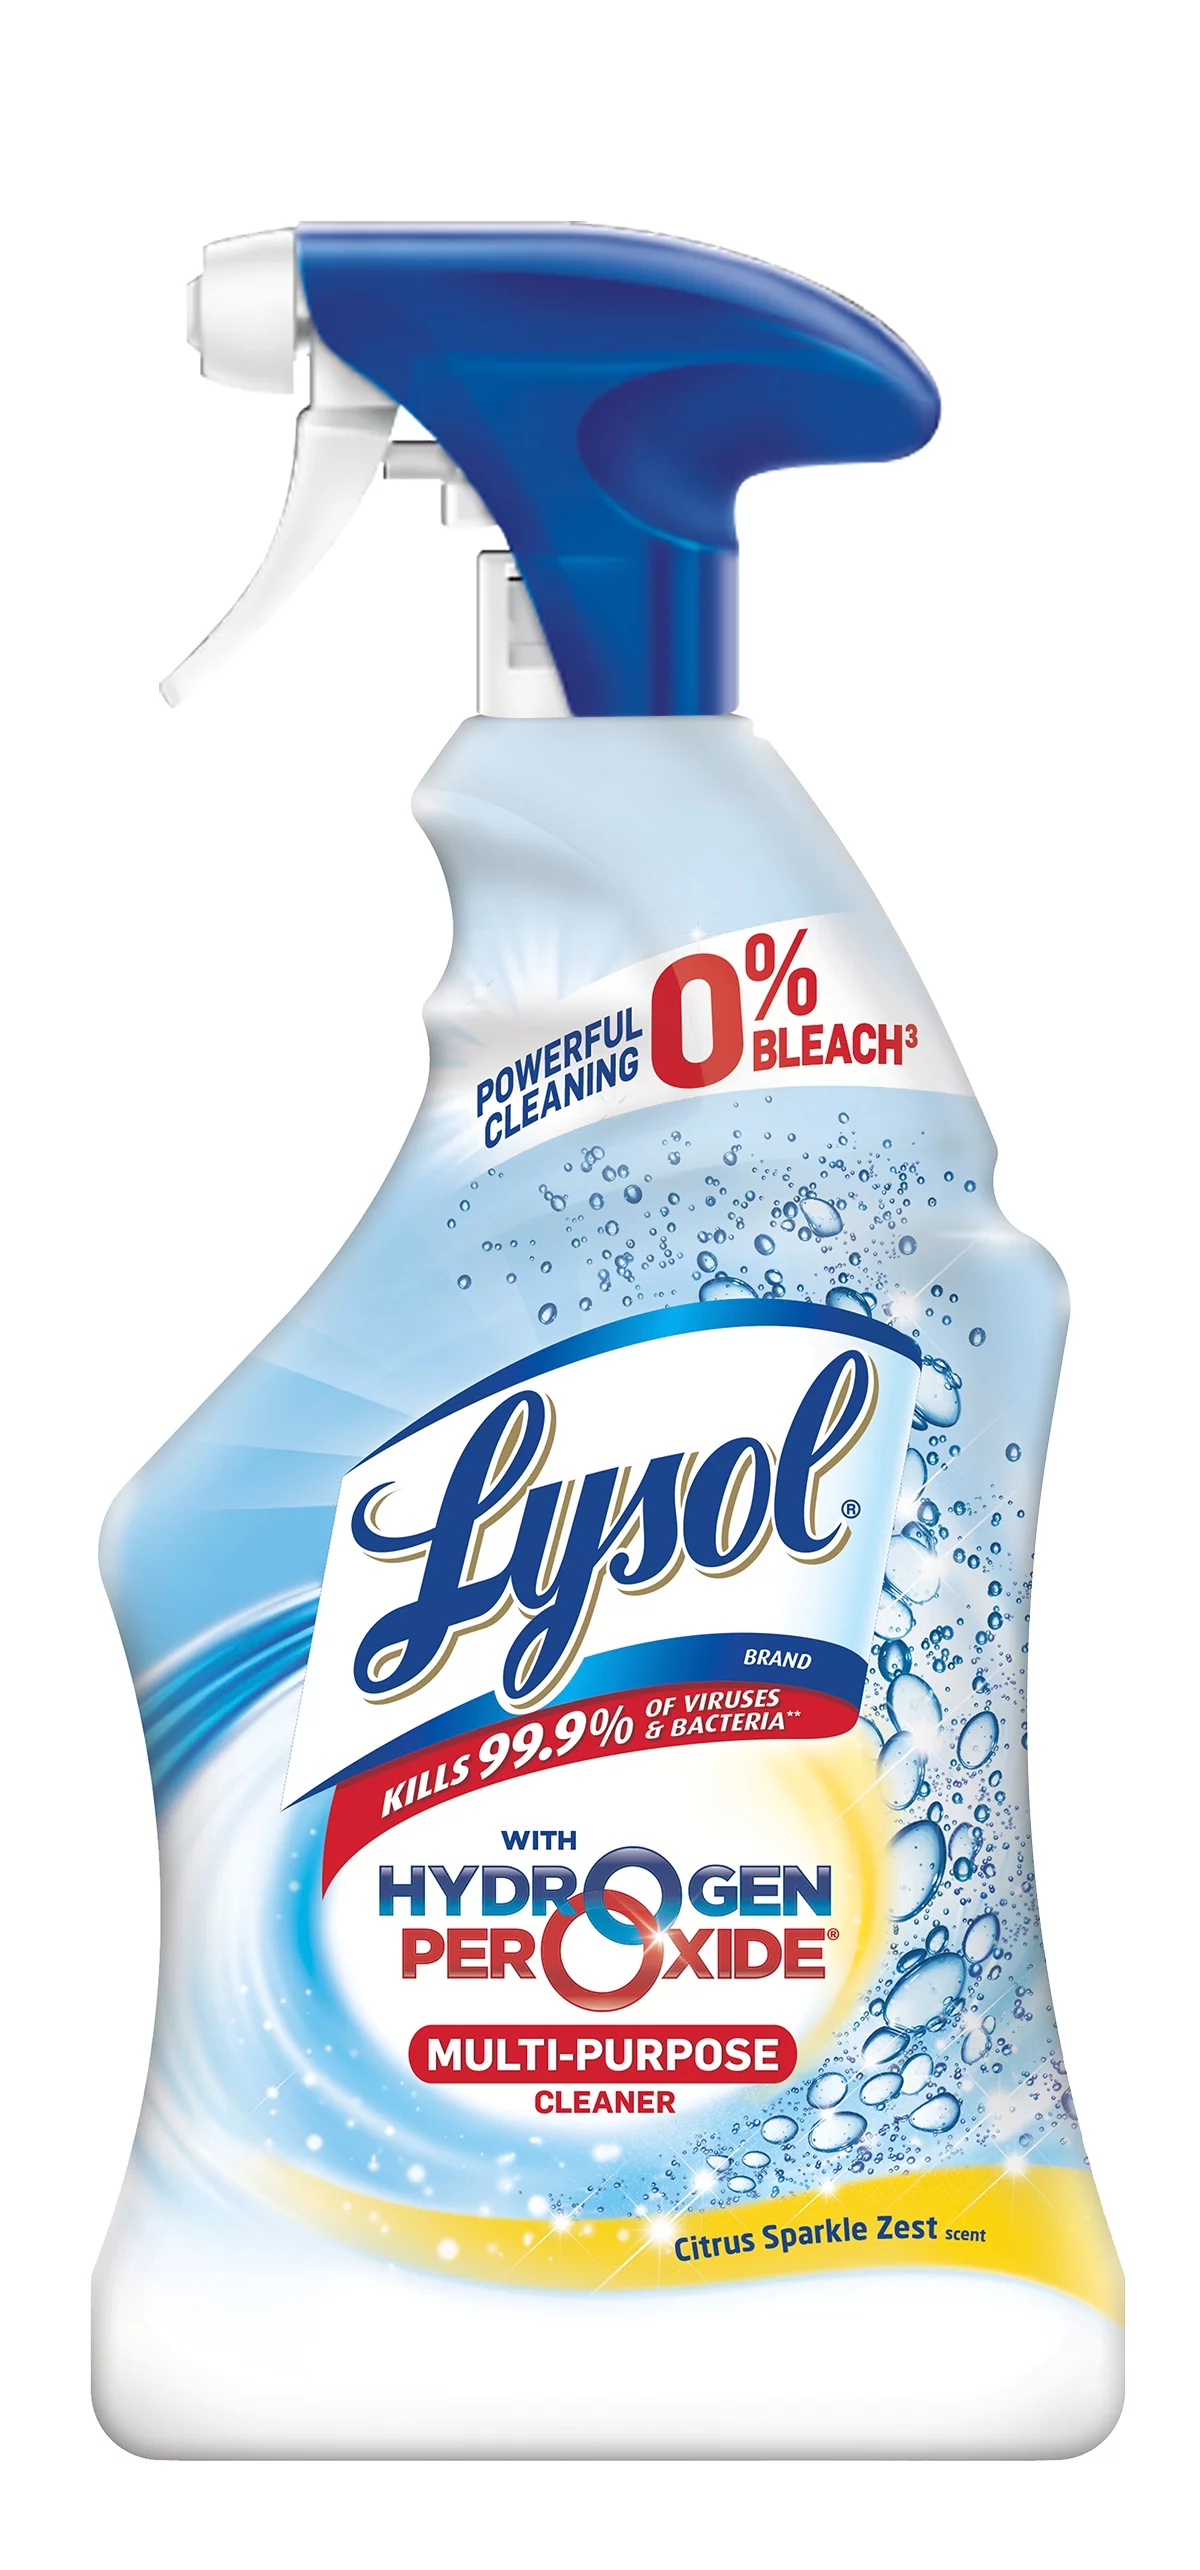 POWERFUL
CLEANING
0%
BLEACH³
Lysol®
BRAND
KILLS 99.9% OF VIRUSES
& BACTERIA**
WITH
HYDROGEN
PEROXIDE®
MULTI-PURPOSE
CLEANER
Citrus Sparkle Zest scent